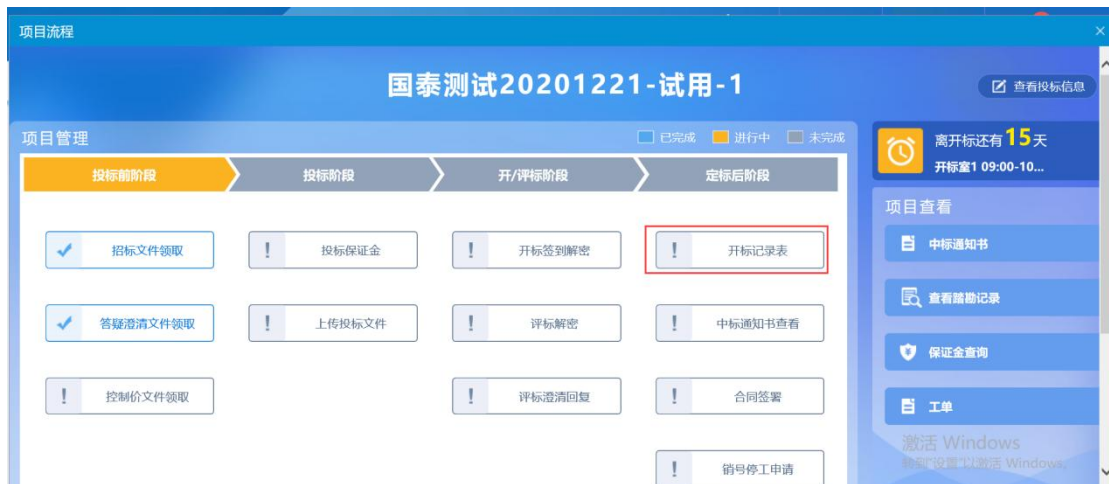 项目流程
国泰测试20201221-试用-1
查看投标信息
项目管理
已完成 进行中 未完成
投标前阶段 投标阶段 开/评标阶段 定标后阶段
招标文件领取 投标保证金 开标签到解密 开标记录表
答疑澄清文件领取 上传投标文件 评标解密 中标通知书查看
控制价文件领取 评标澄清回复 合同签署
销号停工申请
离开标还有15天
开标室1 09:00-10...
项目查看
中标通知书
查看踏勘记录
保证金查询
工单
激活 Windows
转到"设置"以激活 Windows。